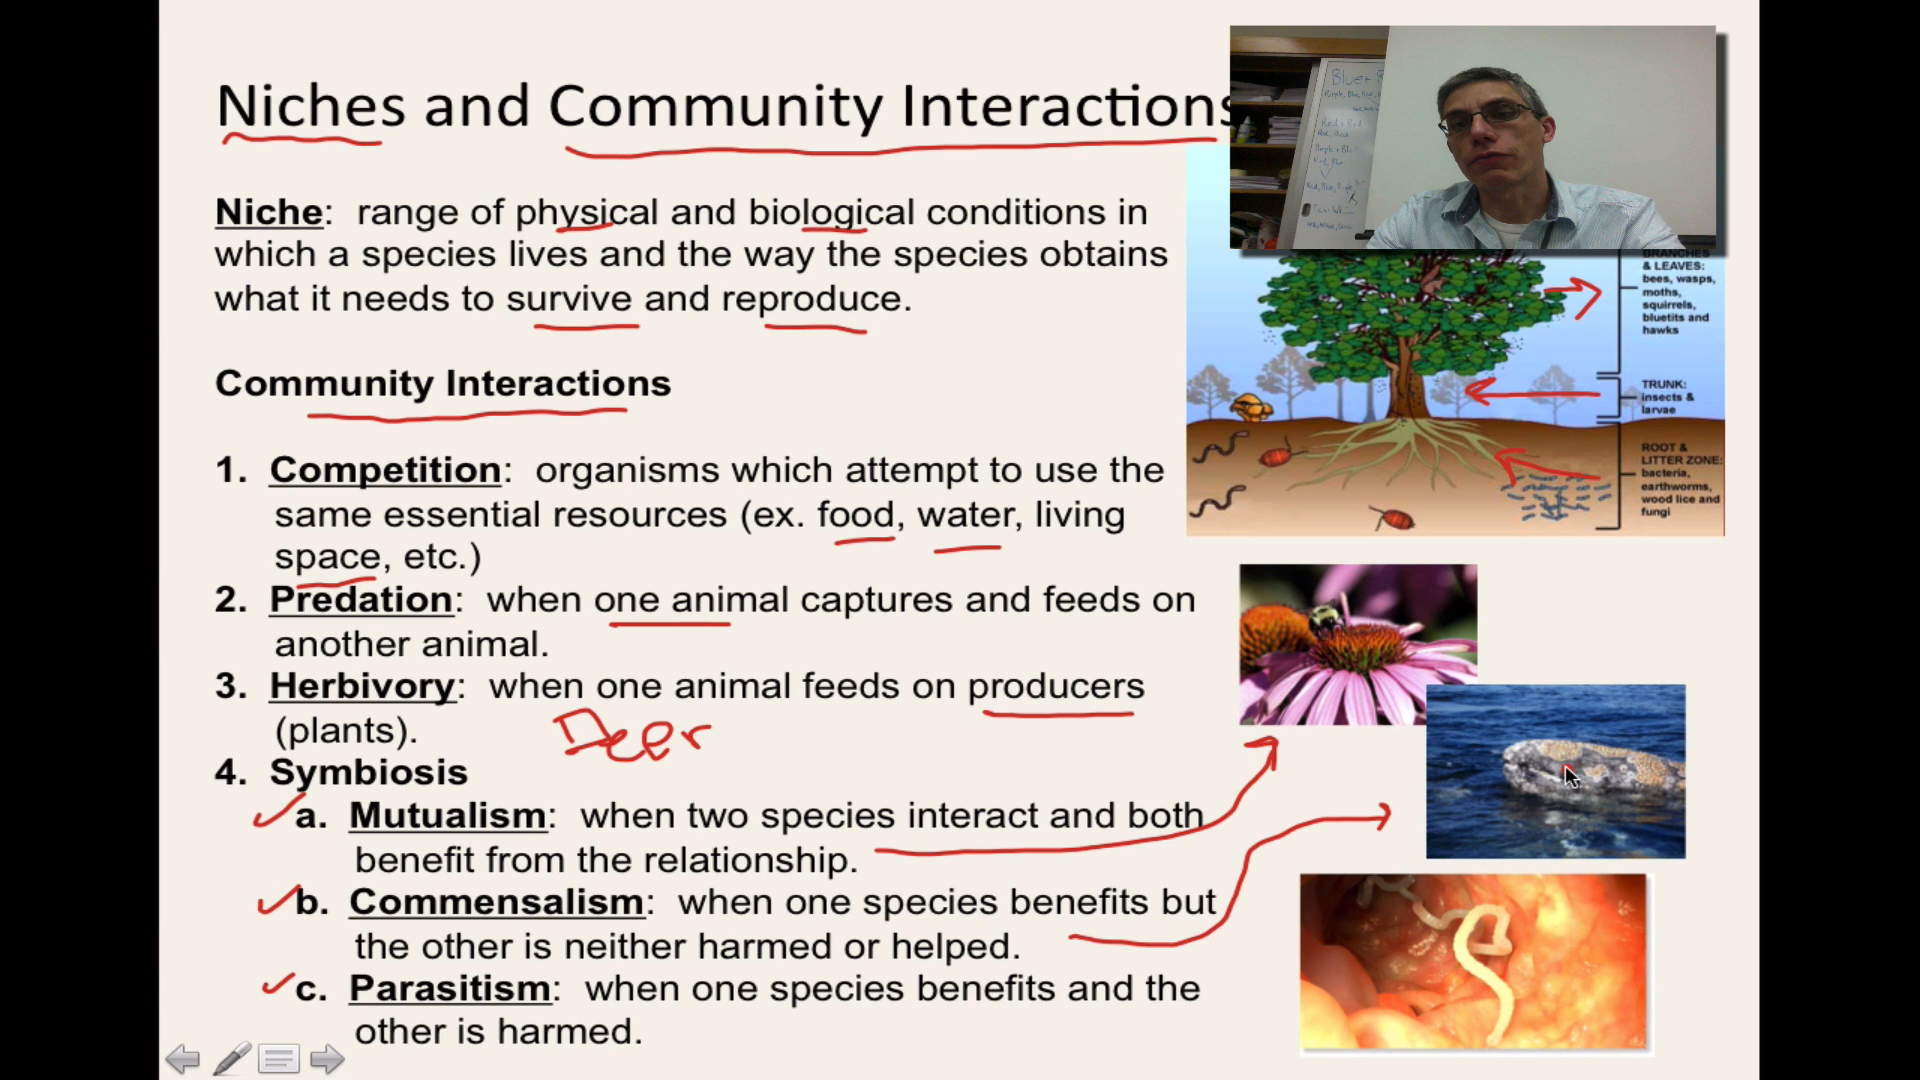 Niches and Community Interactions
Niche: range of physical and biological conditions in
which a species lives and the way the species obtains
what it needs to survive and reproduce.
Community Interactions
1. Competition: organisms which attempt to use the
same essential resources (ex. food, water, living
space, etc.)
2. Predation: when one animal captures and feeds on
another animal.
3. Herbivory: when one animal feeds on producers
(plants).
Deer
4. Symbiosis
a. Mutualism: when two species interact and both
benefit from the relationship.
b. Commensalism: when one species benefits but
the other is neither harmed or helped.
c. Parasitism: when one species benefits and the
other is harmed.
BRANCHES
& LEAVES:
bees, wasps,
moths,
squirrels,
bluetits and
hawks
TRUNK:
insects &
larvae
ROOT &
LITTER ZONE:
bacteria,
earthworms,
wood lice and
fungi